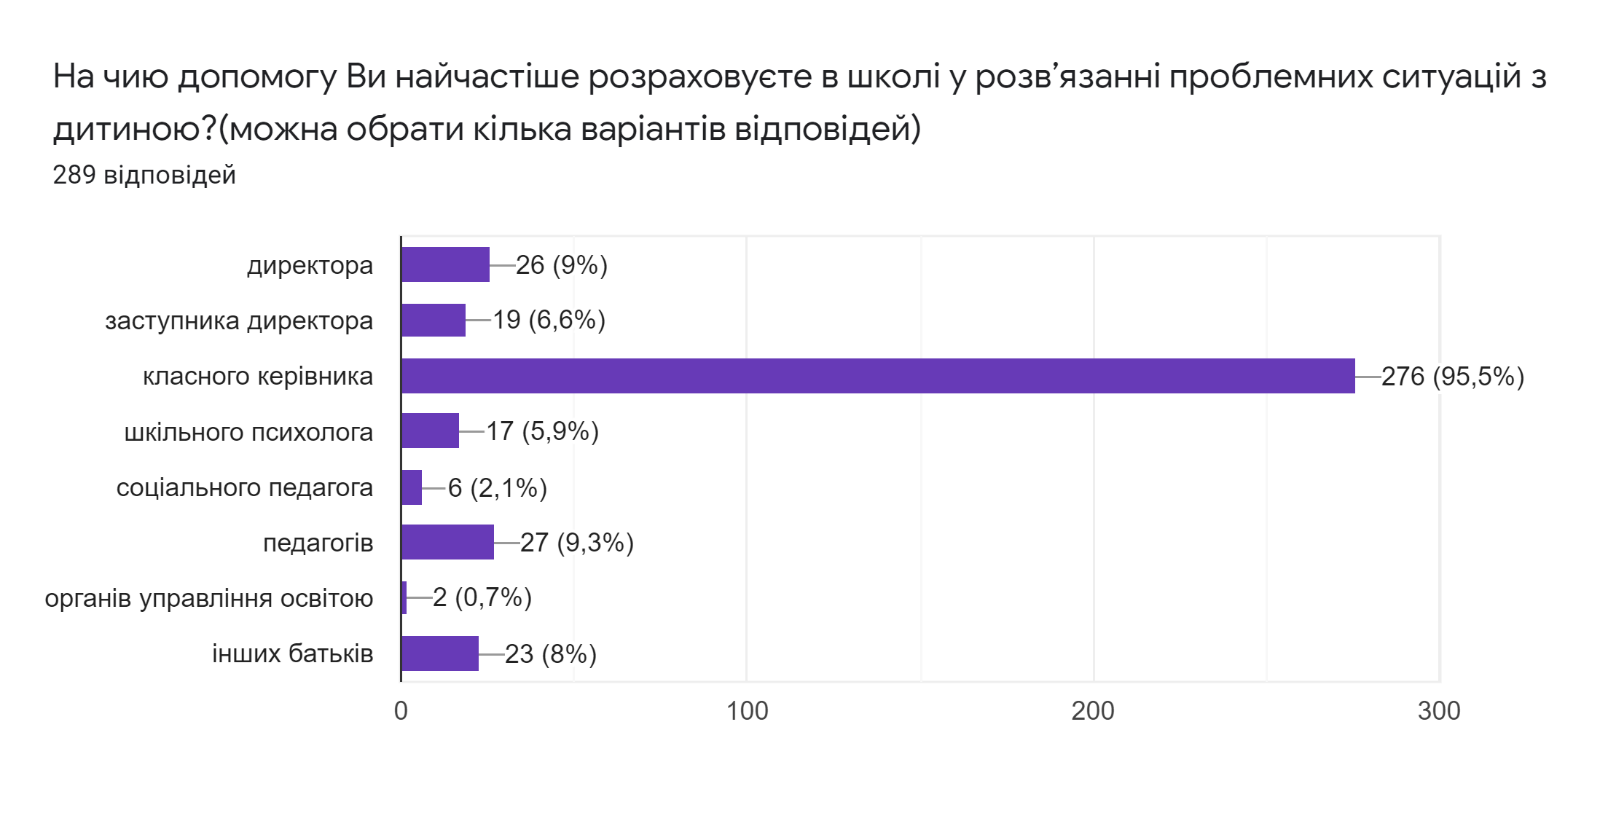 На чию допомогу Ви найчастіше розраховуєте в школі у розв’язанні проблемних ситуацій з
дитиною?(можна обрати кілька варіантів відповідей)
289 відповідей
директора 26 (9%)
заступника директора 19 (6,6%)
класного керівника 276 (95,5%)
шкільного психолога 17 (5,9%)
соціального педагога 6 (2,1%)
педагогів 27 (9,3%)
органів управління освітою 2 (0,7%)
інших батьків 23 (8%)
0 100 200 300